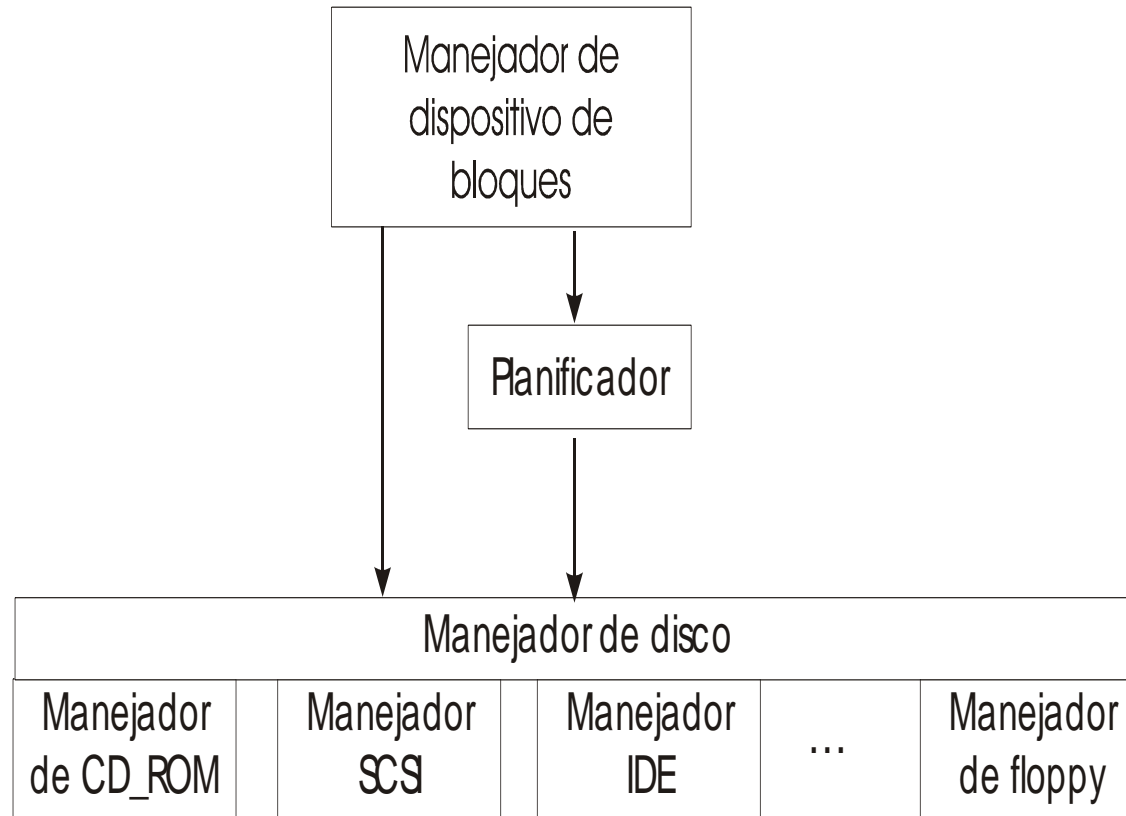 Manejador de
dispositivo de
bloques
Planificador
Manejador de disco
Manejador
de CD_ROM
Manejador
SCSI
Manejador
IDE
...
Manejador
de floppy